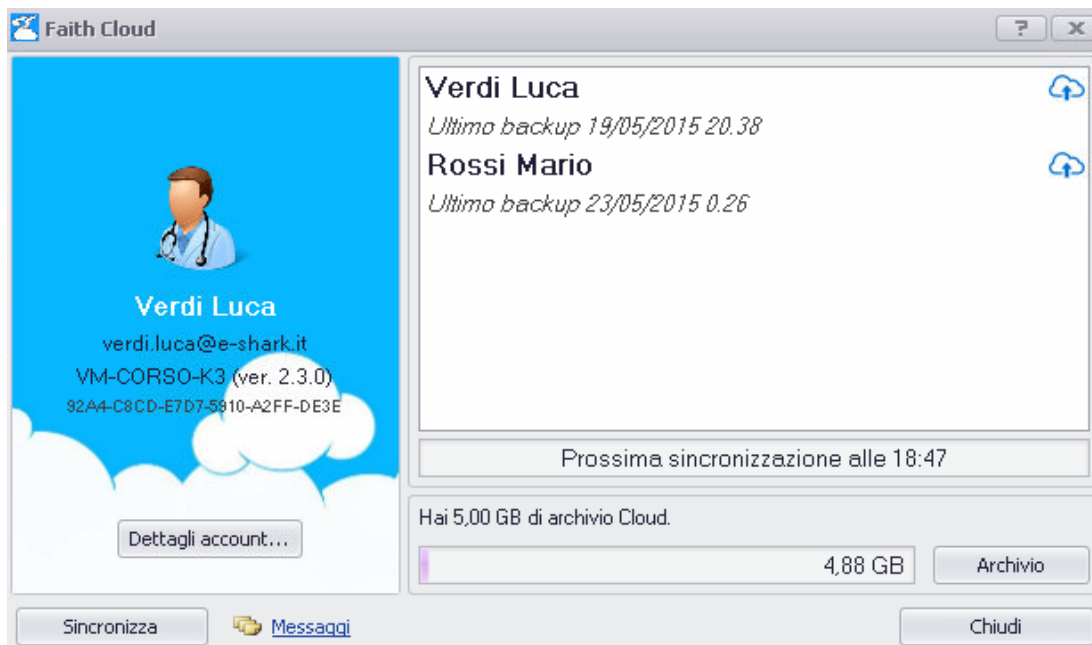 Faith Cloud
Verdi Luca
verdi.luca@e-shark.it
VM-CORSO-K3 (ver. 2.3.0)
92A4-C8CD-E7D7-5910-A2FF-DE3E
Dettagli account...
Verdi Luca
Ultimo backup 19/05/2015 20.38
Rossi Mario
Ultimo backup 23/05/2015 0.26
Prossima sincronizzazione alle 18:47
Hai 5,00 GB di archivio Cloud.
4,88 GB
Archivio
Sincronizza
Messaggi
Chiudi